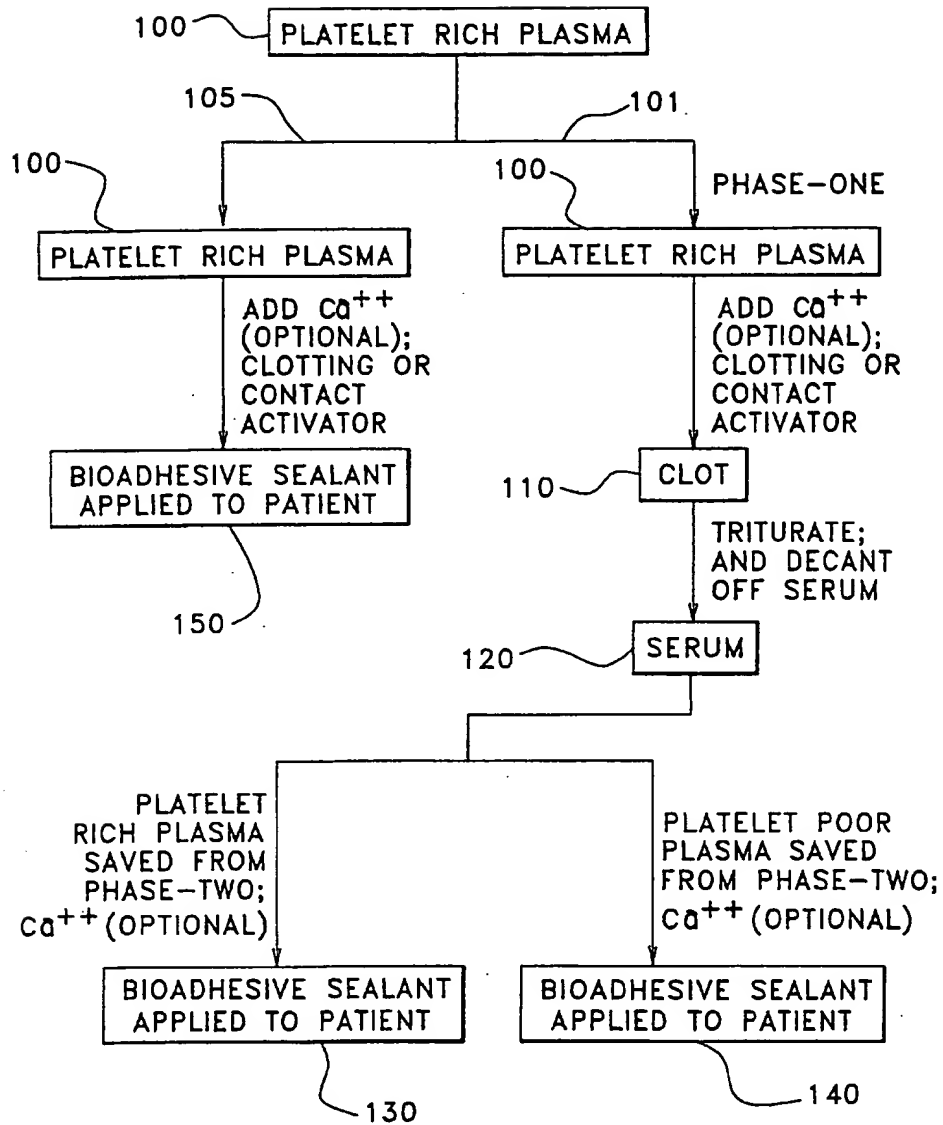 100
PLATELET RICH PLASMA
105
101
100
100
PHASE-ONE
PLATELET RICH PLASMA
PLATELET RICH PLASMA
ADD Ca++
(OPTIONAL);
CLOTTING OR
CONTACT
ACTIVATOR
ADD Ca++
(OPTIONAL);
CLOTTING OR
CONTACT
ACTIVATOR
BIOADHESIVE SEALANT
APPLIED TO PATIENT
150
110
CLOT
TRITURATE;
AND DECANT
OFF SERUM
120
SERUM
PLATELET
RICH PLASMA
SAVED FROM
PHASE-TWO;
Ca++ (OPTIONAL)
PLATELET POOR
PLASMA SAVED
FROM PHASE-TWO;
Ca++ (OPTIONAL)
BIOADHESIVE SEALANT
APPLIED TO PATIENT
BIOADHESIVE SEALANT
APPLIED TO PATIENT
130
140